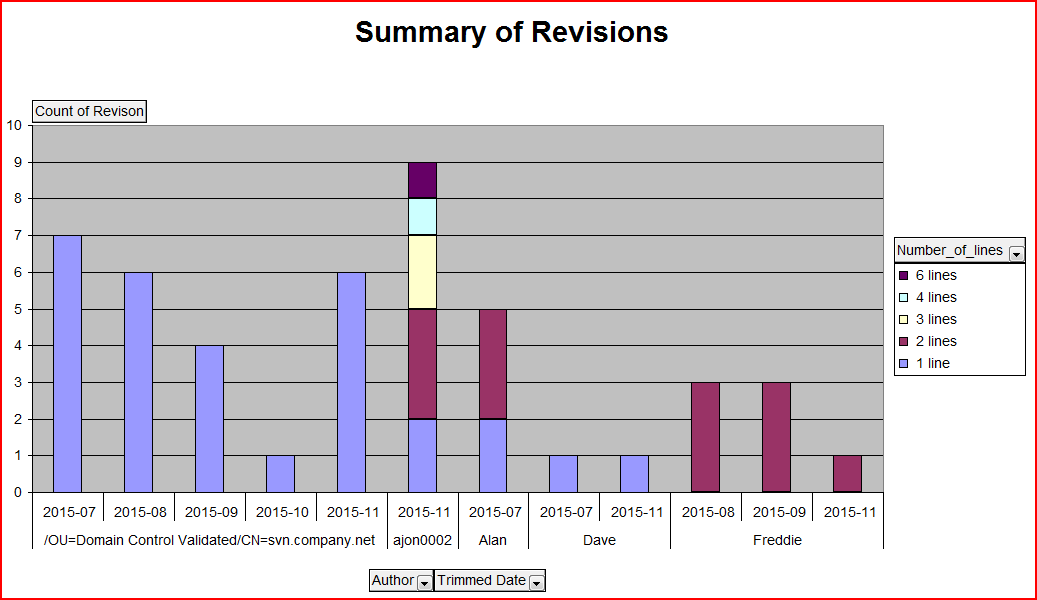 Summary of Revisions
Count of Revison
10
9
8
7
6
5
4
3
2
1
0
Number_of_lines
6 lines
4 lines
3 lines
2 lines
1 line
2015-07 2015-08 2015-09 2015-10 2015-11 2015-11 2015-07 2015-07 2015-11 2015-08 2015-09 2015-11
/OU=Domain Control Validated/CN=svn.company.net ajon0002 Alan Dave Freddie
Author Trimmed Date